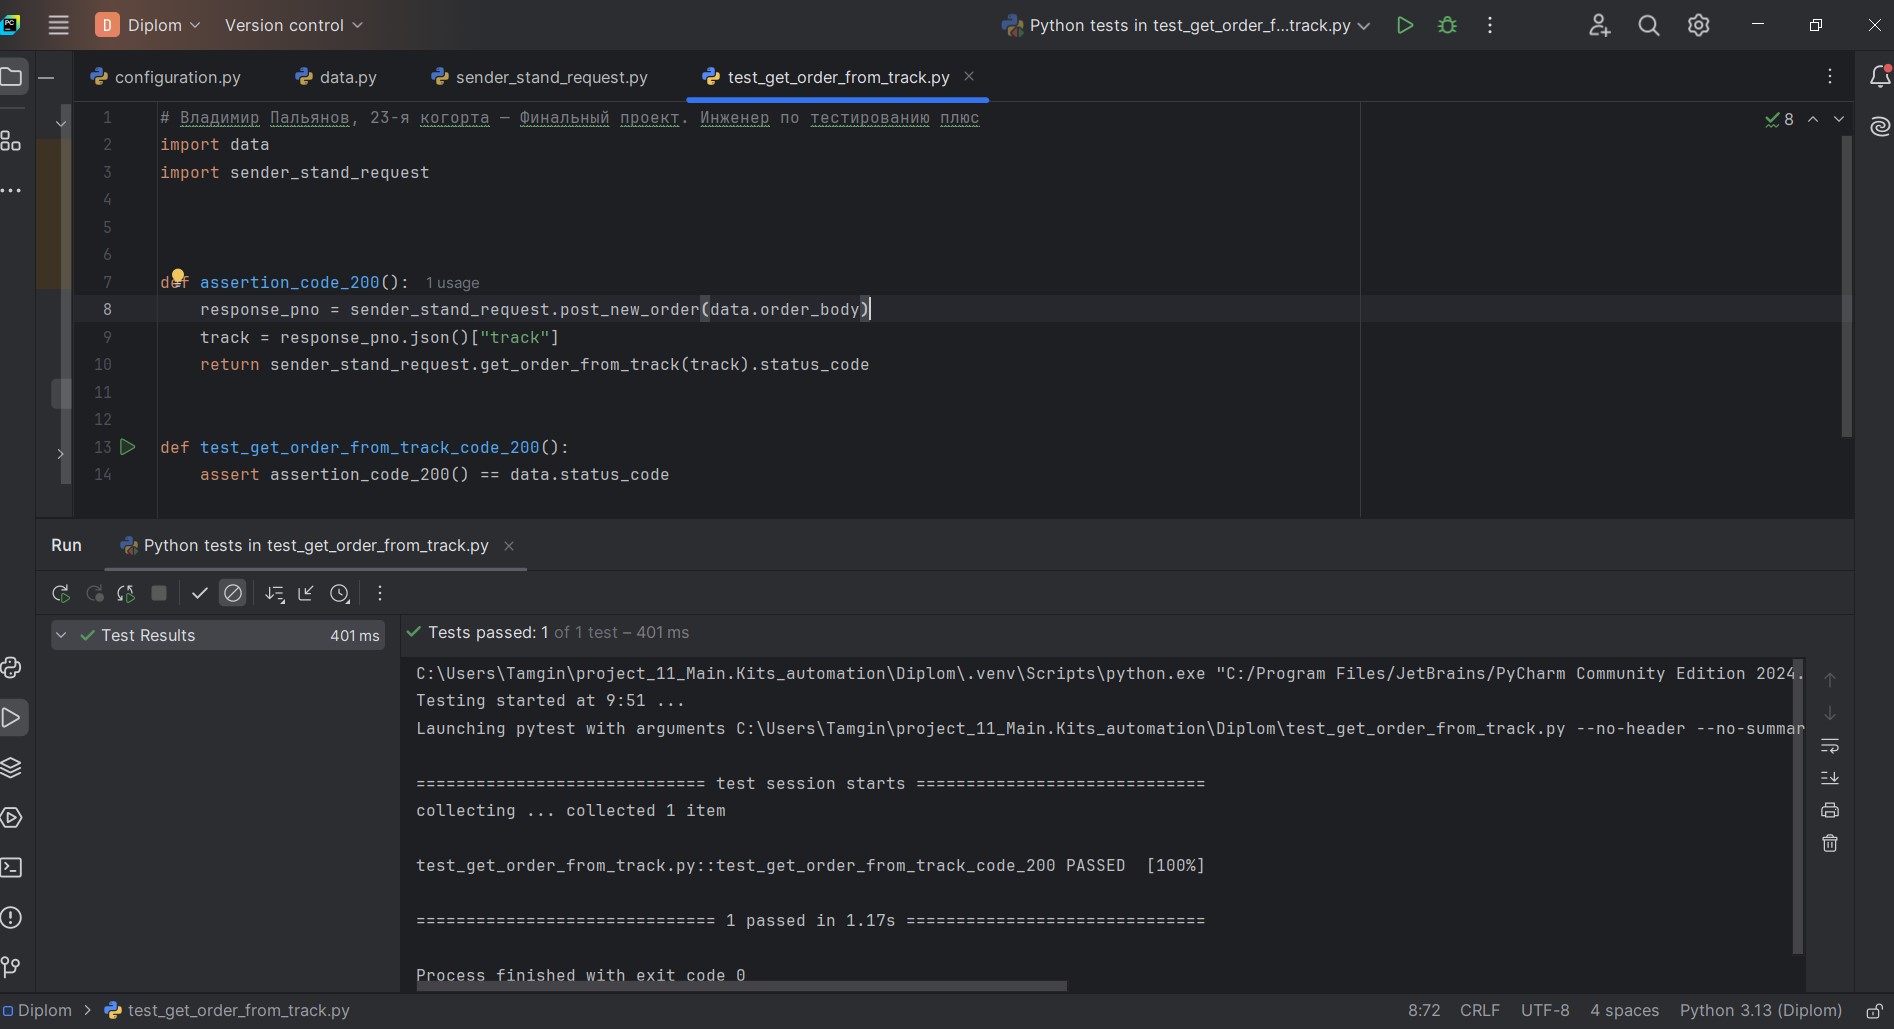 D Diplom Version control Python tests in test_get_order_f...track.py
configuration.py data.py sender_stand_request.py test_get_order_from_track.py
1 # Владимир Пальянов, 23-я когорта — Финальный проект. Инженер по тестированию плюс
8
2 import data
3 import sender_stand_request
4
5
6
7 def assertion_code_200(): 1 usage
8 response_pno = sender_stand_request.post_new_order(data.order_body)
9 track = response_pno.json()["track"]
10 return sender_stand_request.get_order_from_track(track).status_code
11
12
13 def test_get_order_from_track_code_200():
14 assert assertion_code_200() == data.status_code
Run Python tests in test_get_order_from_track.py
Test Results 401 ms
Tests passed: 1 of 1 test – 401 ms
C:\Users\Tamgin\project_11_Main.Kits_automation\Diplom\.venv\Scripts\python.exe "C:/Program Files/JetBrains/PyCharm Community Edition 2024.
Testing started at 9:51 ...
Launching pytest with arguments C:\Users\Tamgin\project_11_Main.Kits_automation\Diplom\test_get_order_from_track.py --no-header --no-summar
============================= test session starts =============================
collecting ... collected 1 item
test_get_order_from_track.py::test_get_order_from_track_code_200 PASSED [100%]
============================== 1 passed in 1.17s ==============================
Process finished with exit code 0
Diplom > test_get_order_from_track.py 8:72 CRLF UTF-8 4 spaces Python 3.13 (Diplom)